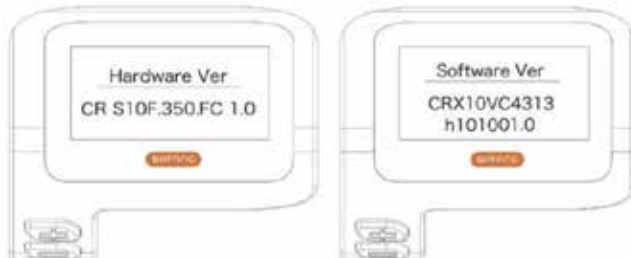 Hardware Ver
CR S10F.350.FC 1.0
Software Ver
CRX10VC4313
h101001.0